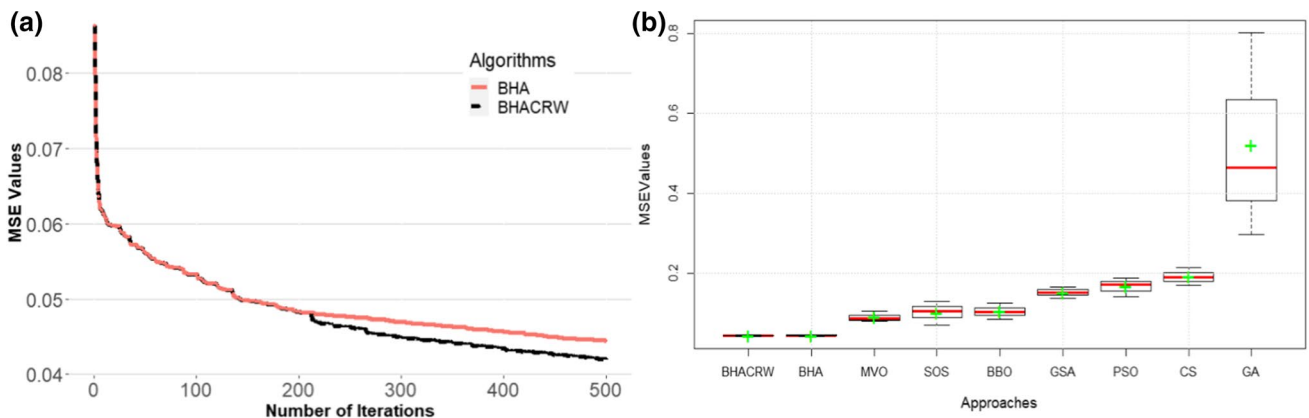 (a)
MSE Values
0.08
0.07
0.06
0.05
0.04
0
100
200
300
400
500
Number of Iterations
Algorithms
BHA
BHACRW
(b)
MSEValues
0.8
0.6
0.4
0.2
BHACRW
BHA
MVO
SOS
BBO
GSA
PSO
CS
GA
Approaches